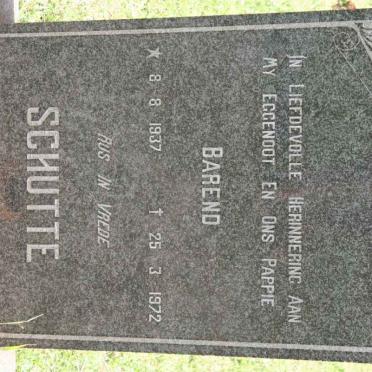 IN LIEFDEVOLLE HERINNERING AAN
MY EGGENOOT EN ONS PAPPIE
BAREND
★ 8 8 1937 † 25 3 1972
RUS IN VREDE
SCHUTTE